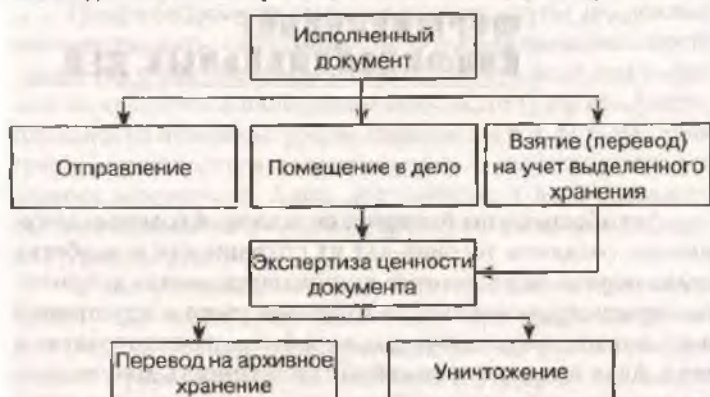 Исполненный
документ
Отправление
Помещение в дело
Взятие (перевод)
на учет выделенного
хранения
Экспертиза ценности
документа
Перевод на архивное
хранение
Уничтожение